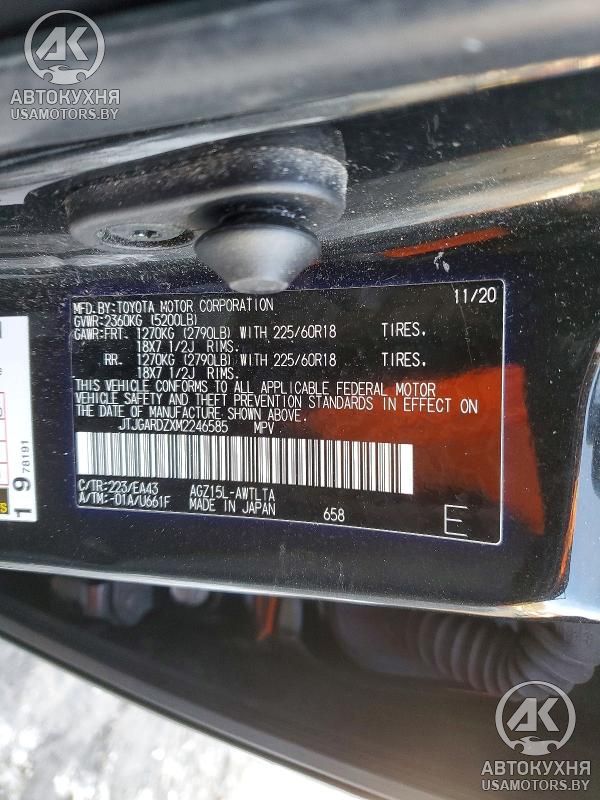 АК
АВТОКУХНЯ
USAMOTORS.BY
MFD.BY:TOYOTA MOTOR CORPORATION 11/20
GVWR:2360KG (5200LB)
GAWR:FRT. 1270KG (2790LB) WITH 225/60R18 TIRES.
18X7 1/2J RIMS.
RR. 1270KG (2790LB) WITH 225/60R18 TIRES.
18X7 1/2J RIMS.
THIS VEHICLE CONFORMS TO ALL APPLICABLE FEDERAL MOTOR
VEHICLE SAFETY AND THEFT PREVENTION STANDARDS IN EFFECT ON
THE DATE OF MANUFACTURE SHOWN ABOVE.
JTJGARDZXM2246585 MPV
C/TR:223/EA43 AGZ15L-AWTLTA
A/TM:-01A/U661F MADE IN JAPAN 658 E
19 78191
АК
АВТОКУХНЯ
USAMOTORS.BY